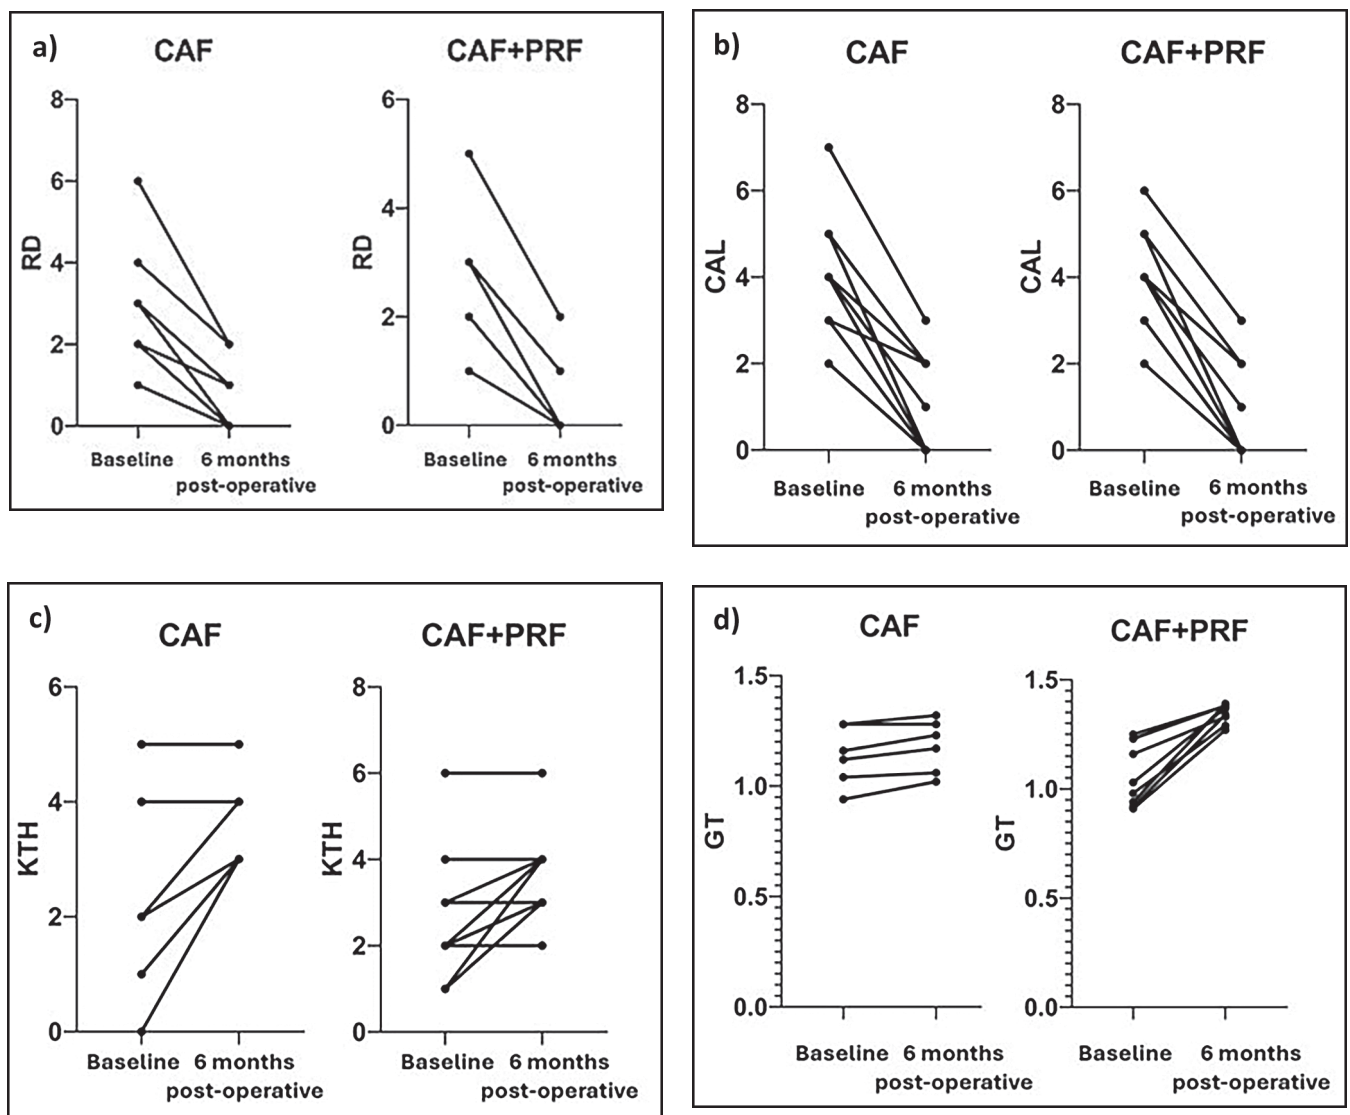 a)
CAF
CAF+PRF
RD
8
6
4
2
0
Baseline
6 months
post-operative
RD
6
4
2
0
Baseline
6 months
post-operative
b)
CAF
CAF+PRF
CAL
8
6
4
2
0
Baseline
6 months
post-operative
CAL
8
6
4
2
0
Baseline
6 months
post-operative
c)
CAF
CAF+PRF
KTH
6
4
2
0
Baseline
6 months
post-operative
KTH
8
6
4
2
0
Baseline
6 months
post-operative
d)
CAF
CAF+PRF
GT
1.5
1.0
0.5
0.0
Baseline
6 months
post-operative
GT
1.5
1.0
0.5
0.0
Baseline
6 months
post-operative